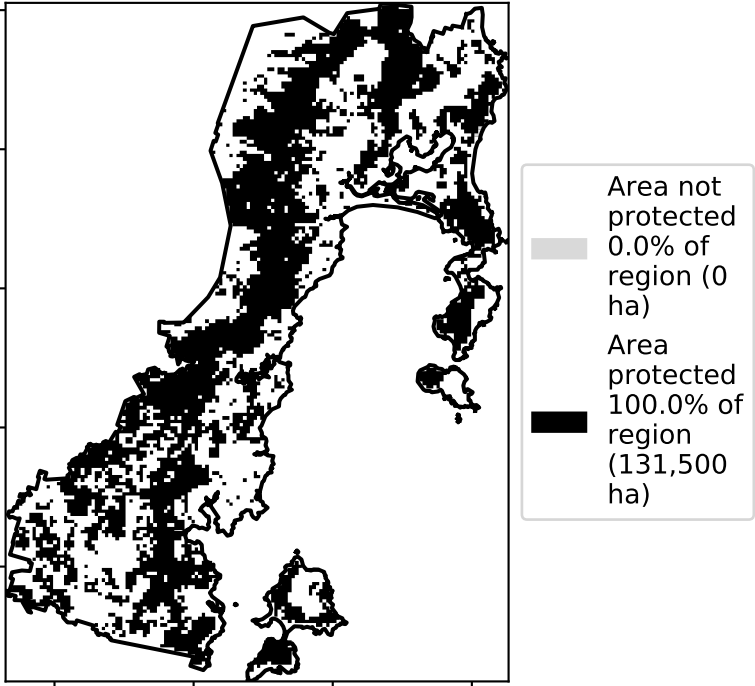 Area not
protected
0.0% of
region (0
ha)
Area
protected
100.0% of
region
(131,500
ha)